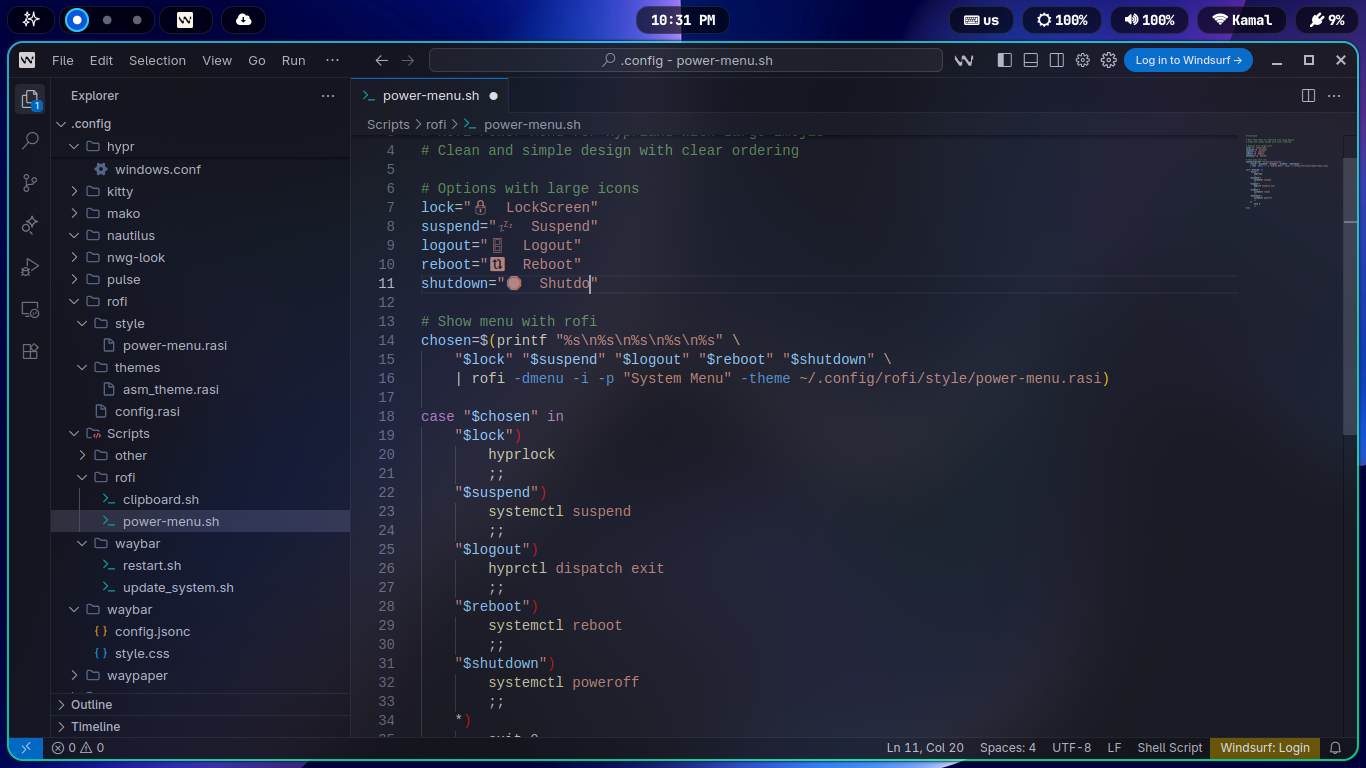 10:31 PM
us
100%
100%
Kamal
9%
File Edit Selection View Go Run ···
.config - power-menu.sh
Log in to Windsurf →
Explorer
power-menu.sh
Scripts > rofi > power-menu.sh
.config
hypr
windows.conf
kitty
mako
nautilus
nwg-look
pulse
rofi
style
power-menu.rasi
themes
asm_theme.rasi
config.rasi
Scripts
other
rofi
clipboard.sh
power-menu.sh
waybar
restart.sh
update_system.sh
waybar
config.jsonc
style.css
waypaper
Outline
Timeline
4 # Clean and simple design with clear ordering
5
6 # Options with large icons
7 lock="🔒  LockScreen"
8 suspend="💤  Suspend"
9 logout="🚪  Logout"
10 reboot="🔃  Reboot"
11 shutdown="🛑  Shutdo"
12
13 # Show menu with rofi
14 chosen=$(printf "%s\n%s\n%s\n%s\n%s" \
15     "$lock" "$suspend" "$logout" "$reboot" "$shutdown" \
16     | rofi -dmenu -i -p "System Menu" -theme ~/.config/rofi/style/power-menu.rasi)
17
18 case "$chosen" in
19     "$lock")
20         hyprlock
21         ;;
22     "$suspend")
23         systemctl suspend
24         ;;
25     "$logout")
26         hyprctl dispatch exit
27         ;;
28     "$reboot")
29         systemctl reboot
30         ;;
31     "$shutdown")
32         systemctl poweroff
33         ;;
34     *)
0 0
Ln 11, Col 20
Spaces: 4
UTF-8
LF
Shell Script
Windsurf: Login